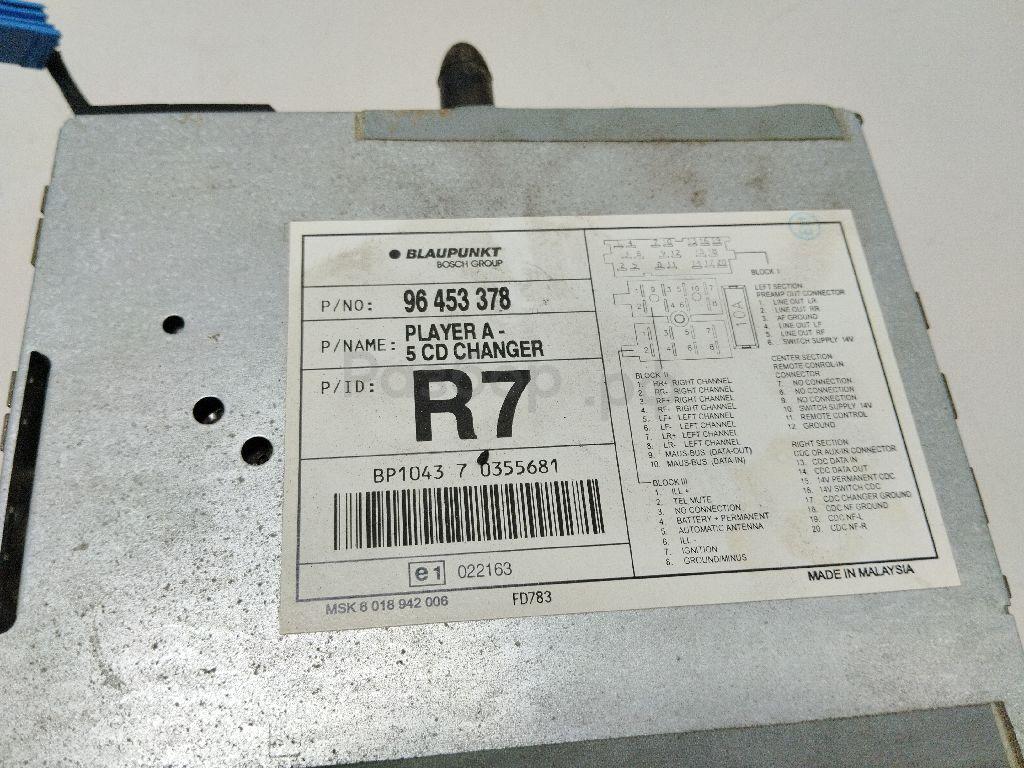 BLAUPUNKT
BOSCH GROUP
P/NO: 96 453 378
P/NAME: PLAYER A -
5 CD CHANGER
P/ID: R7
BP1043 7 0355681
e1 022163
MSK 8 018 942 006
FD783
BLOCK I
10A
LEFT SECTION
PREAMP OUT CONNECTOR
1. LINE OUT LR
2. LINE OUT RR
3. AF GROUND
4. LINE OUT LF
5. LINE OUT RF
6. SWITCH SUPPLY 14V
CENTER SECTION
REMOTE CONTROL-IN
CONNECTOR
7. NO CONNECTION
8. NO CONNECTION
9. NO CONNECTION
10. SWITCH SUPPLY 14V
11. REMOTE CONTROL
12. GROUND
RIGHT SECTION
CDC OR AUX-IN CONNECTOR
13. CDC DATA IN
14. CDC DATA OUT
15. 14V PERMANENT CDC
16. 14V SWITCH CDC
17. CDC CHANGER GROUND
18. CDC NF GROUND
19. CDC NF-L
20. CDC NF-R
BLOCK II
1. RR+ RIGHT CHANNEL
2. RR- RIGHT CHANNEL
3. RF+ RIGHT CHANNEL
4. RF- RIGHT CHANNEL
5. LF+ LEFT CHANNEL
6. LF- LEFT CHANNEL
7. LR+ LEFT CHANNEL
8. LR- LEFT CHANNEL
9. MAUS-BUS (DATA-OUT)
10. MAUS-BUS (DATA-IN)
BLOCK III
1. ILL +
2. TEL MUTE
3. NO CONNECTION
4. BATTERY + PERMANENT
5. AUTOMATIC ANTENNA
6. ILL -
7. IGNITION
8. GROUND/MINUS
MADE IN MALAYSIA